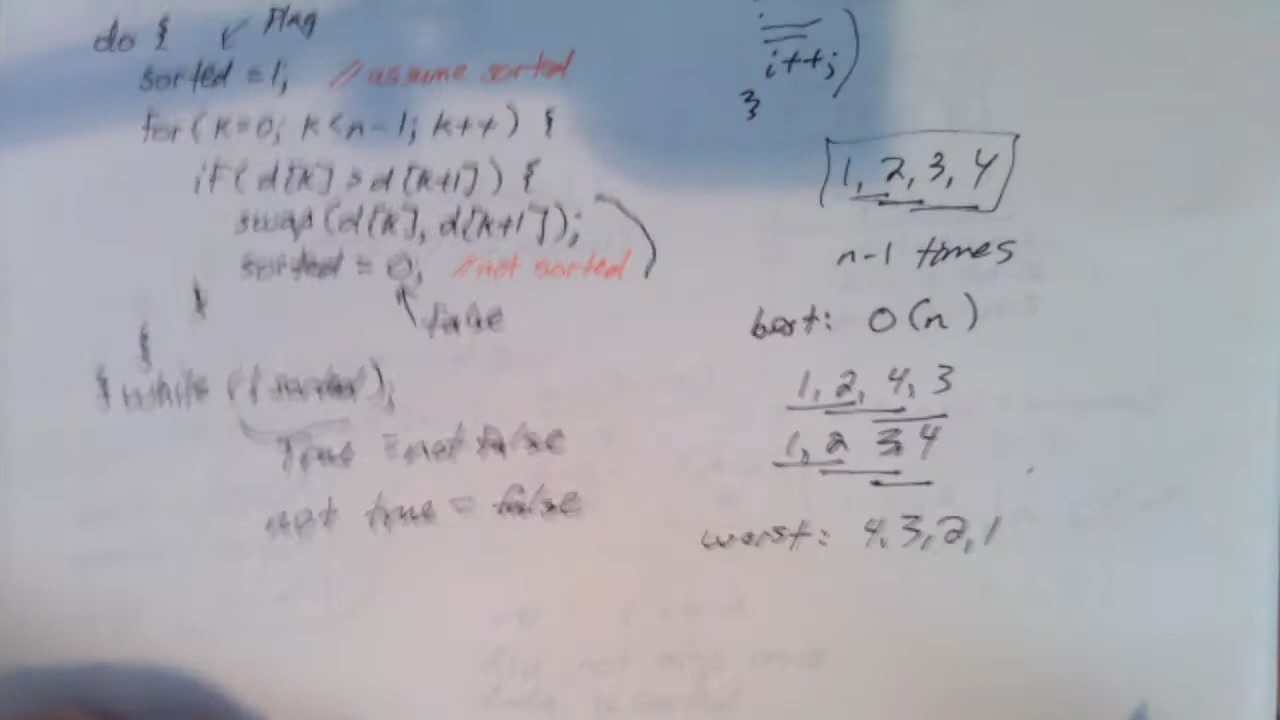 do {
Flag
sorted = 1; //assume sorted
for (k=0; k<n-1; k++) {
if (d[k] > d[k+1]) {
swap (d[k], d[k+1]);
sorted = 0; //not sorted
false
}
}
} while (! sorted);
True = not false
not true = false
i++;
}
1, 2, 3, 4
n-1 times
best: O(n)
1, 2, 4, 3
1, 2 3, 4
worst: 4, 3, 2, 1